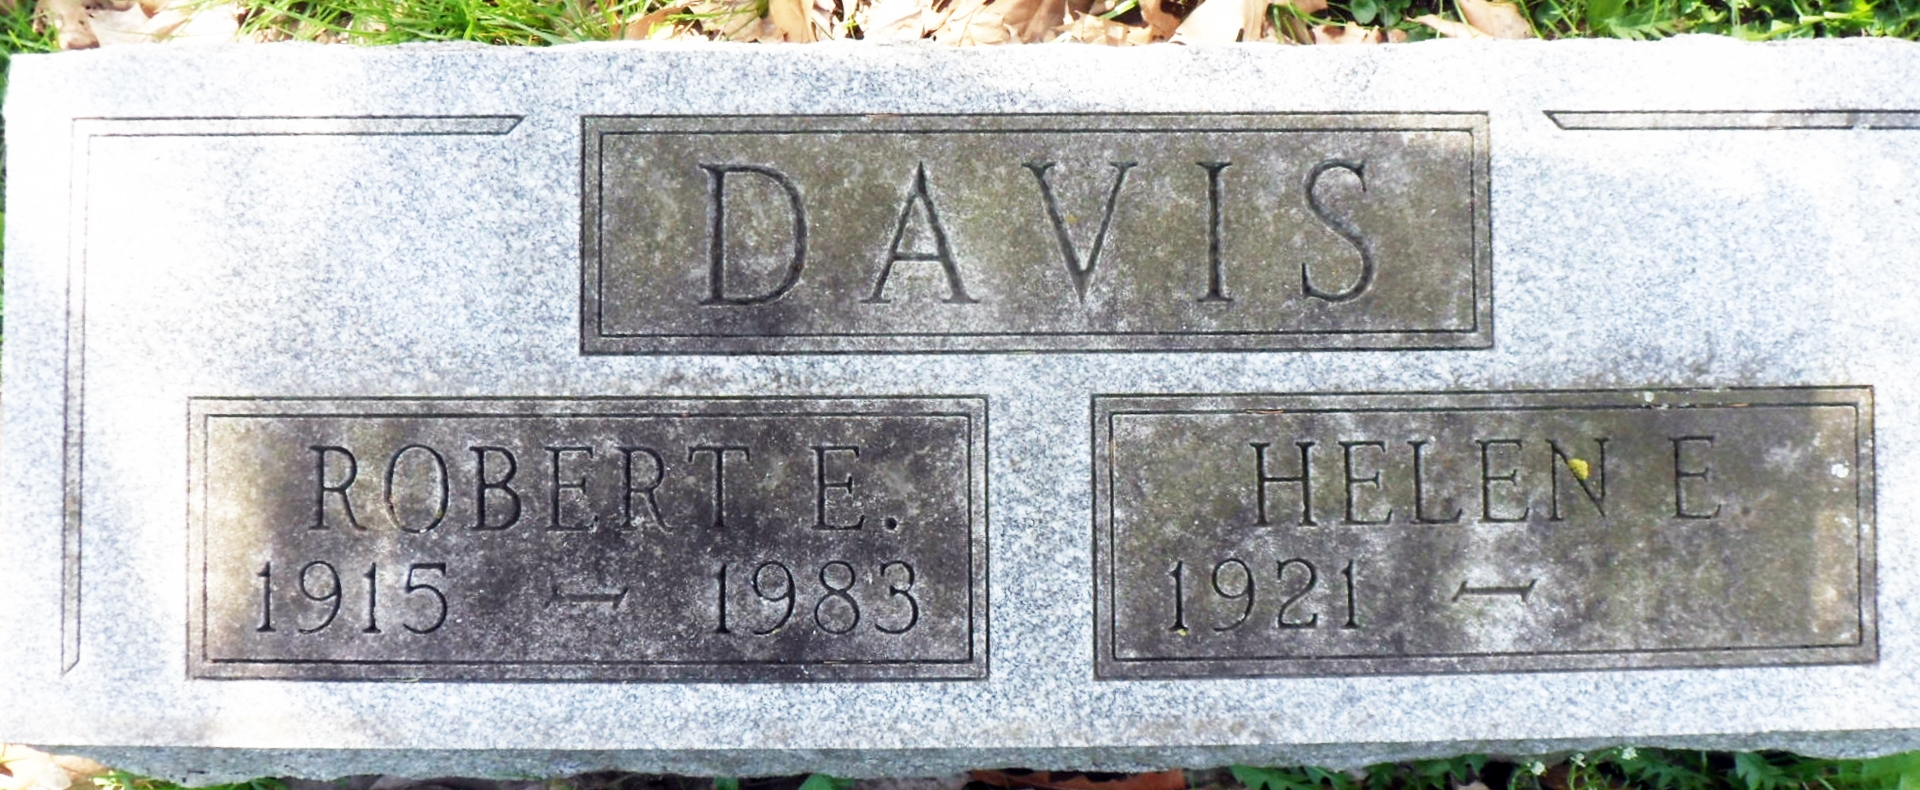 DAVIS
ROBERT E.
1915 – 1983
HELEN E
1921 –